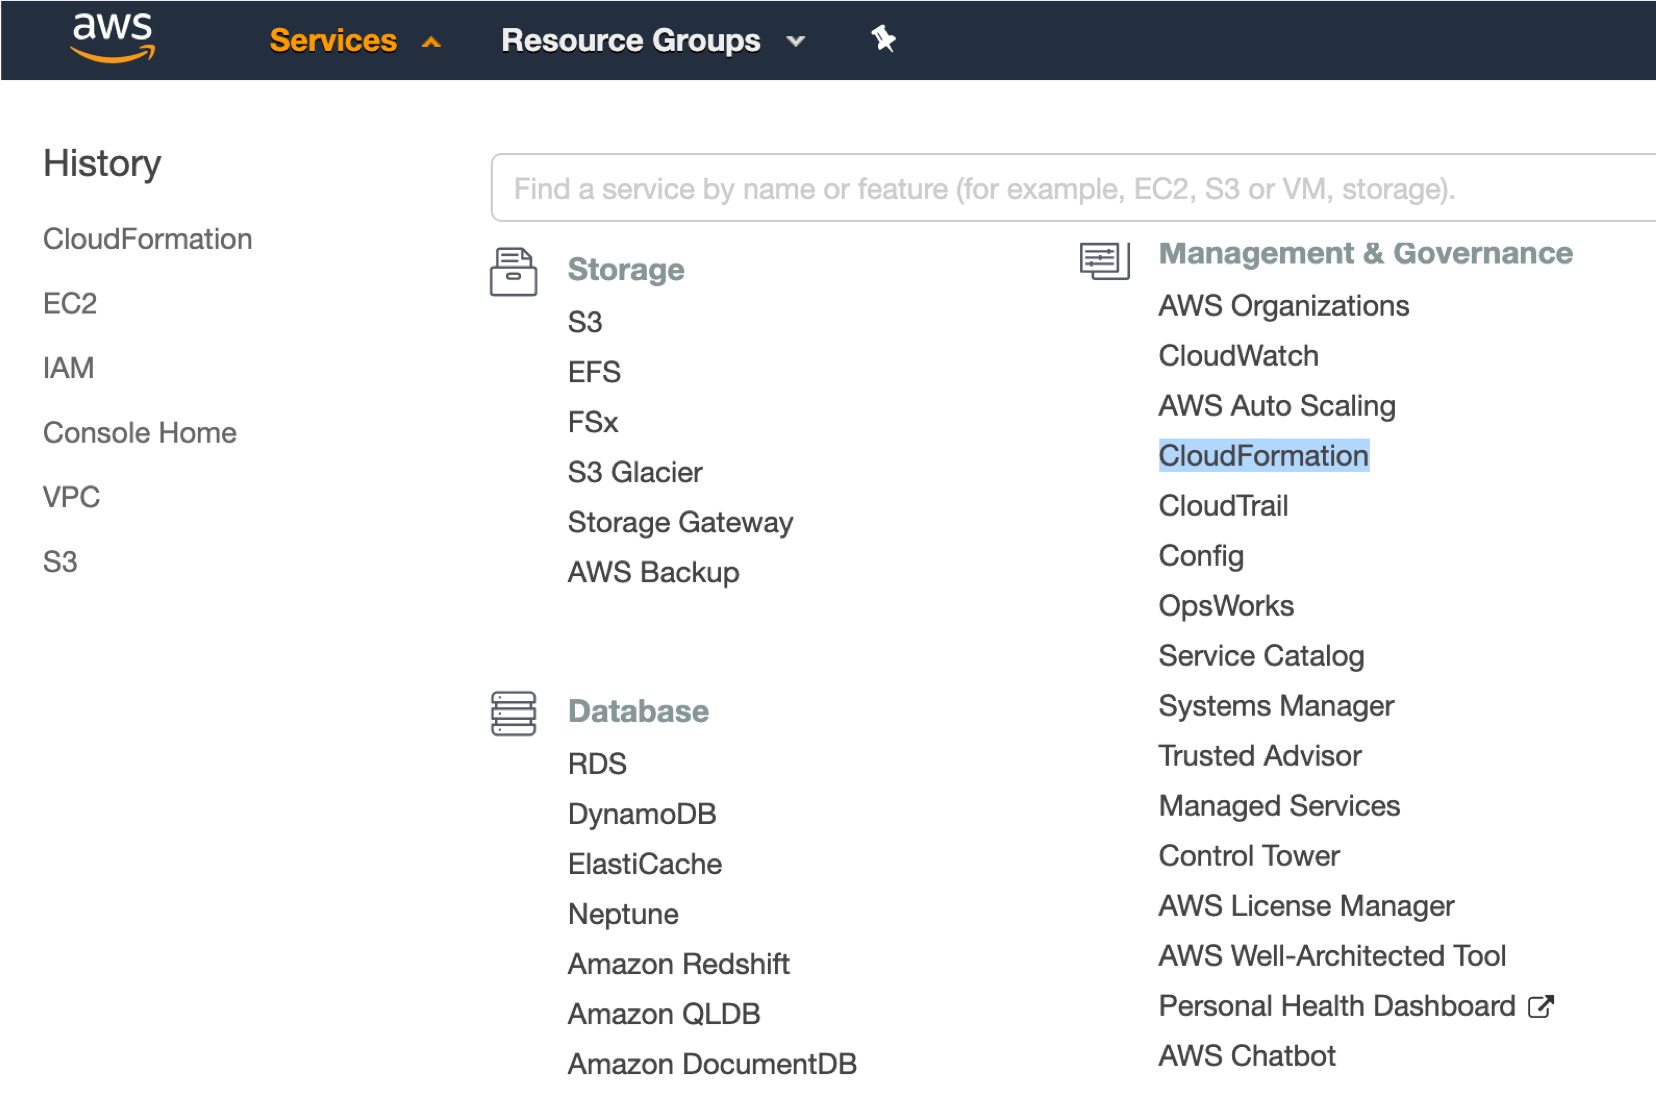 aws
Services
Resource Groups
History
CloudFormation
EC2
IAM
Console Home
VPC
S3
Find a service by name or feature (for example, EC2, S3 or VM, storage).
Storage
S3
EFS
FSx
S3 Glacier
Storage Gateway
AWS Backup
Database
RDS
DynamoDB
ElastiCache
Neptune
Amazon Redshift
Amazon QLDB
Amazon DocumentDB
Management & Governance
AWS Organizations
CloudWatch
AWS Auto Scaling
CloudFormation
CloudTrail
Config
OpsWorks
Service Catalog
Systems Manager
Trusted Advisor
Managed Services
Control Tower
AWS License Manager
AWS Well-Architected Tool
Personal Health Dashboard
AWS Chatbot